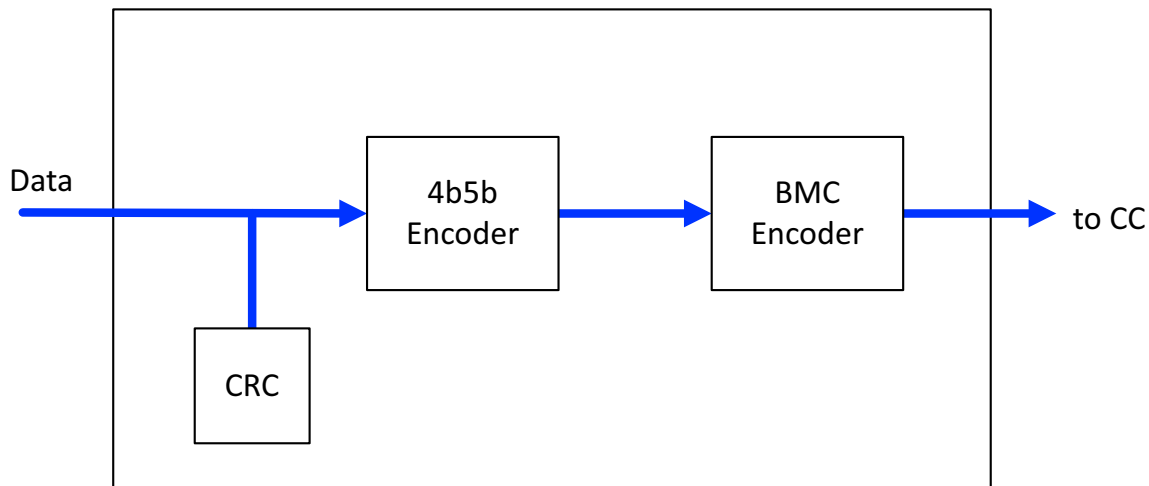 Data
4b5b
Encoder
BMC
Encoder
to CC
CRC